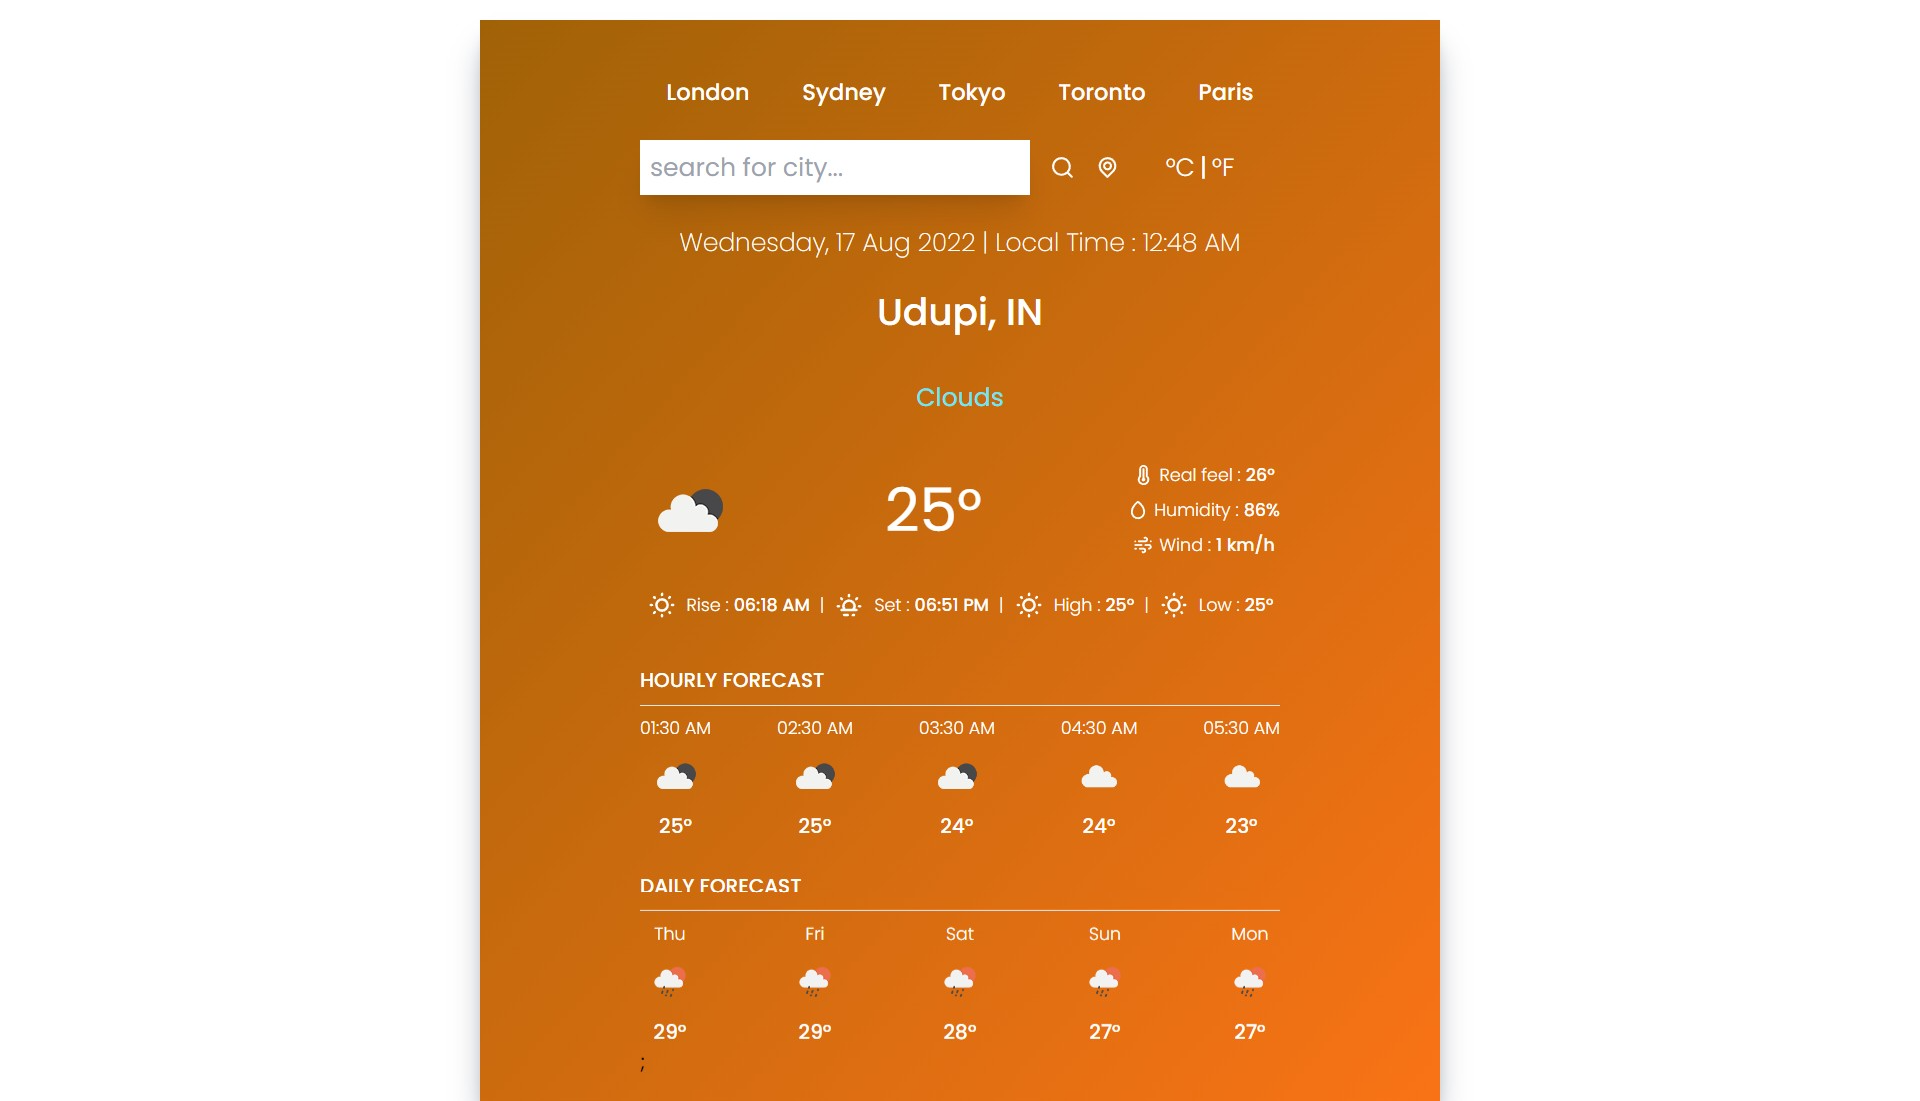 London Sydney Tokyo Toronto Paris
search for city... °C | °F
Wednesday, 17 Aug 2022 | Local Time : 12:48 AM
Udupi, IN
Clouds
Real feel : 26°
25°
Humidity : 86%
Wind : 1 km/h
Rise : 06:18 AM | Set : 06:51 PM | High : 25° | Low : 25°
HOURLY FORECAST
01:30 AM 02:30 AM 03:30 AM 04:30 AM 05:30 AM
25° 25° 24° 24° 23°
DAILY FORECAST
Thu Fri Sat Sun Mon
29° 29° 28° 27° 27°
;